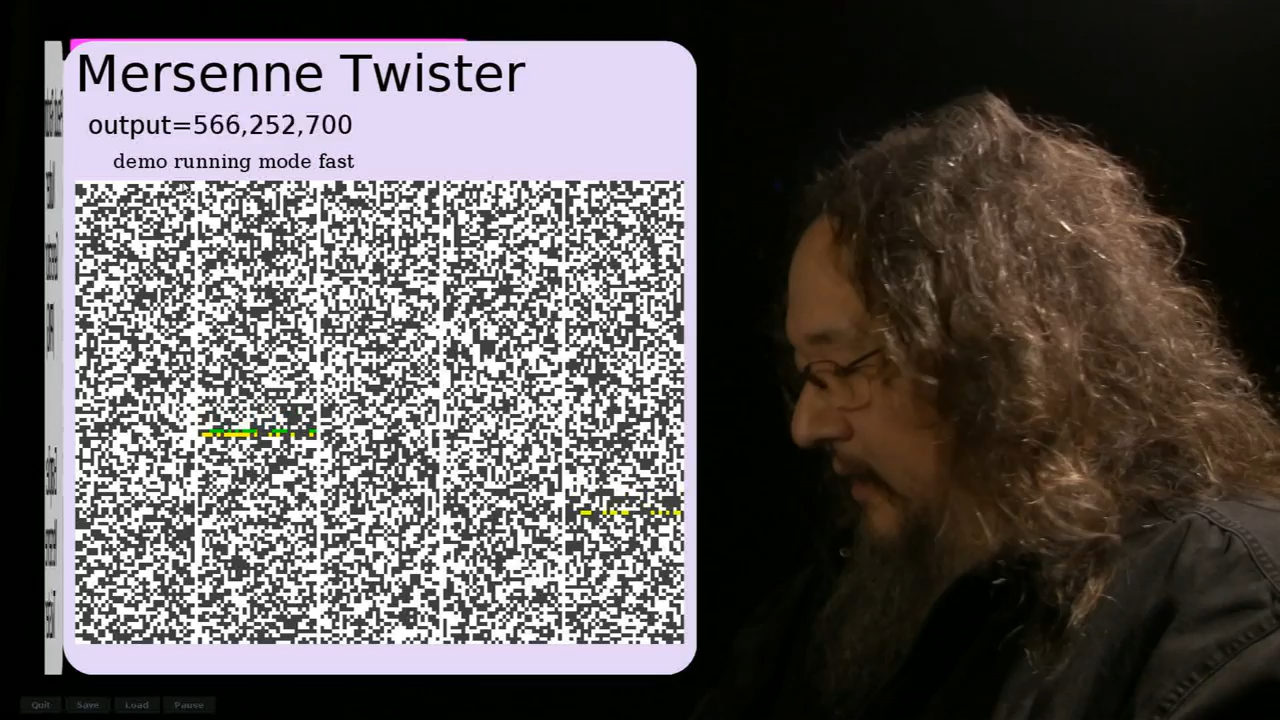 Mersenne Twister
output=566,252,700
demo running mode fast
Quit Save Load Pause